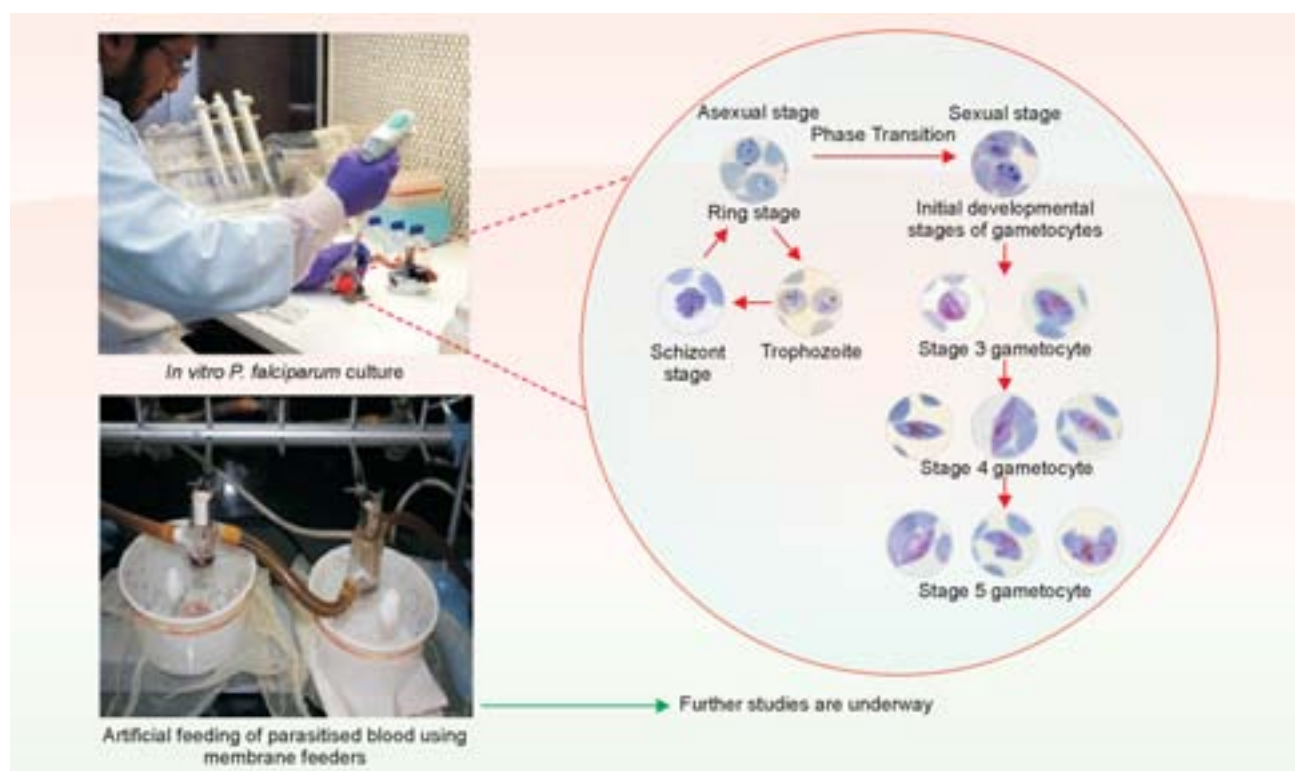 Asexual stage
Sexual stage
Phase Transition
Ring stage
Initial developmental
stages of gametocytes
Schizont
stage
Trophozoite
Stage 3 gametocyte
Stage 4 gametocyte
Stage 5 gametocyte
In vitro P. falciparum culture
Artificial feeding of parasitised blood using
membrane feeders
Further studies are underway